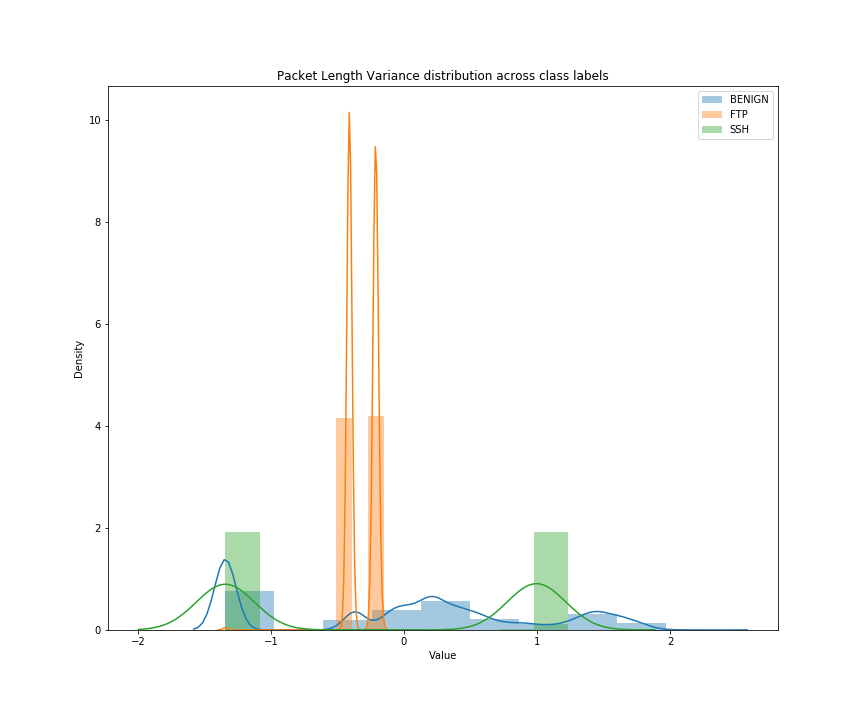 Packet Length Variance distribution across class labels
BENIGN
FTP
SSH
10
8
6
4
2
0
Density
−2
−1
0
1
2
Value